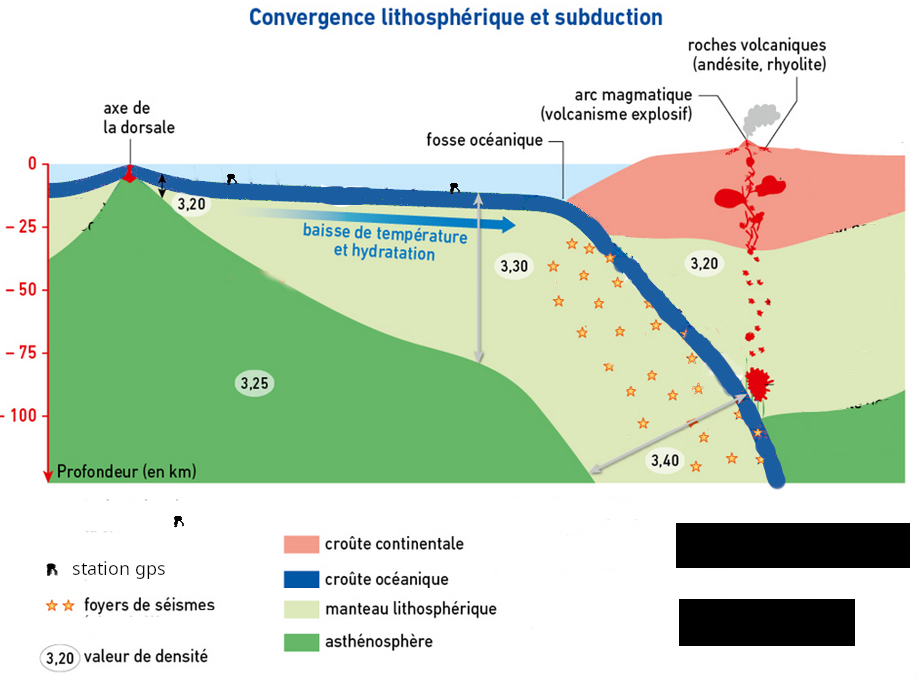 Convergence lithosphérique et subduction
roches volcaniques
(andésite, rhyolite)
arc magmatique
(volcanisme explosif)
axe de
la dorsale
fosse océanique
0
– 25
– 50
– 75
– 100
3,20
baisse de température
et hydratation
3,30
3,20
3,25
3,40
Profondeur (en km)
station gps
foyers de séismes
3,20 valeur de densité
croûte continentale
croûte océanique
manteau lithosphérique
asthénosphère